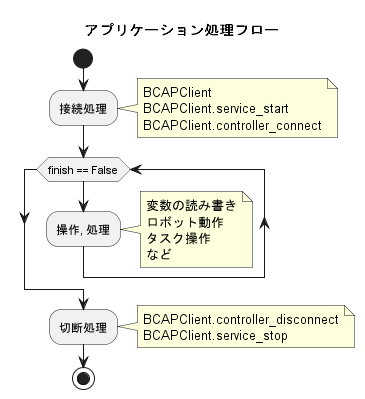 アプリケーション処理フロー
接続処理
BCAPClient
BCAPClient.service_start
BCAPClient.controller_connect
finish == False
操作, 処理
変数の読み書き
ロボット動作
タスク操作
など
切断処理
BCAPClient.controller_disconnect
BCAPClient.service_stop